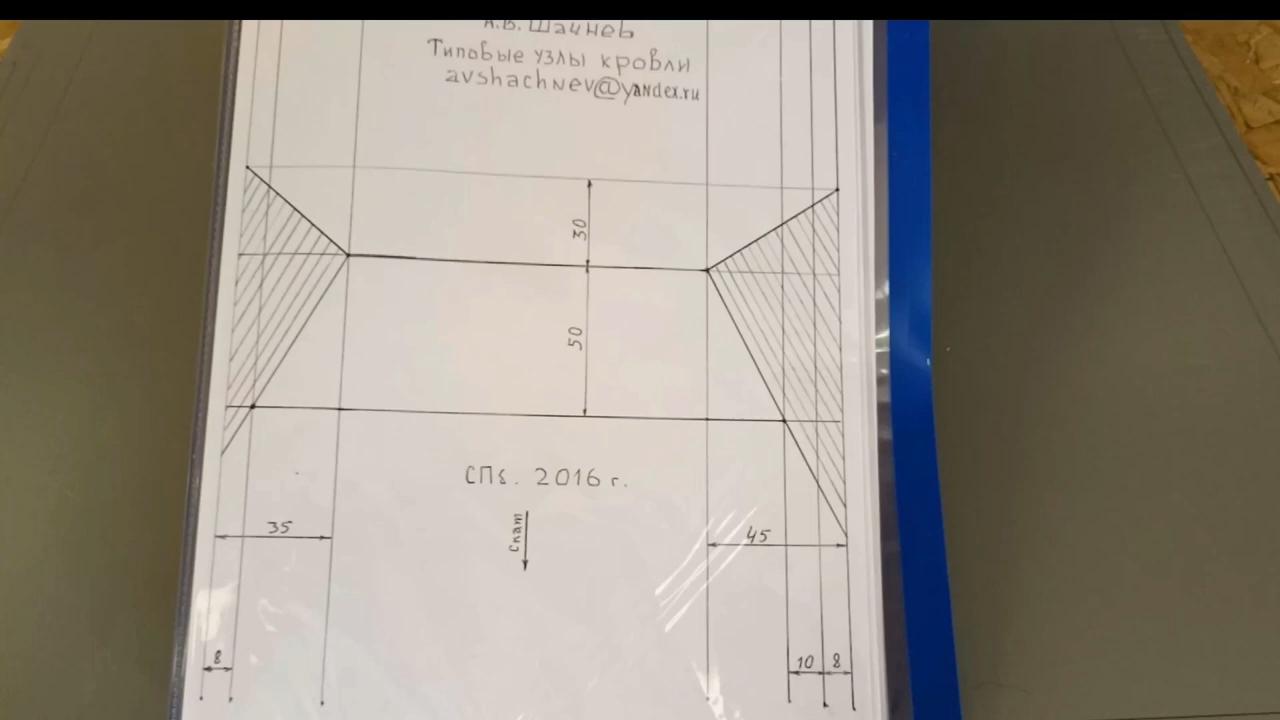 А.В. Шачнев
Типовые узлы кровли
avshachnev@yandex.ru
30
50
СПб. 2016 г.
35
скат
45
8
10
8